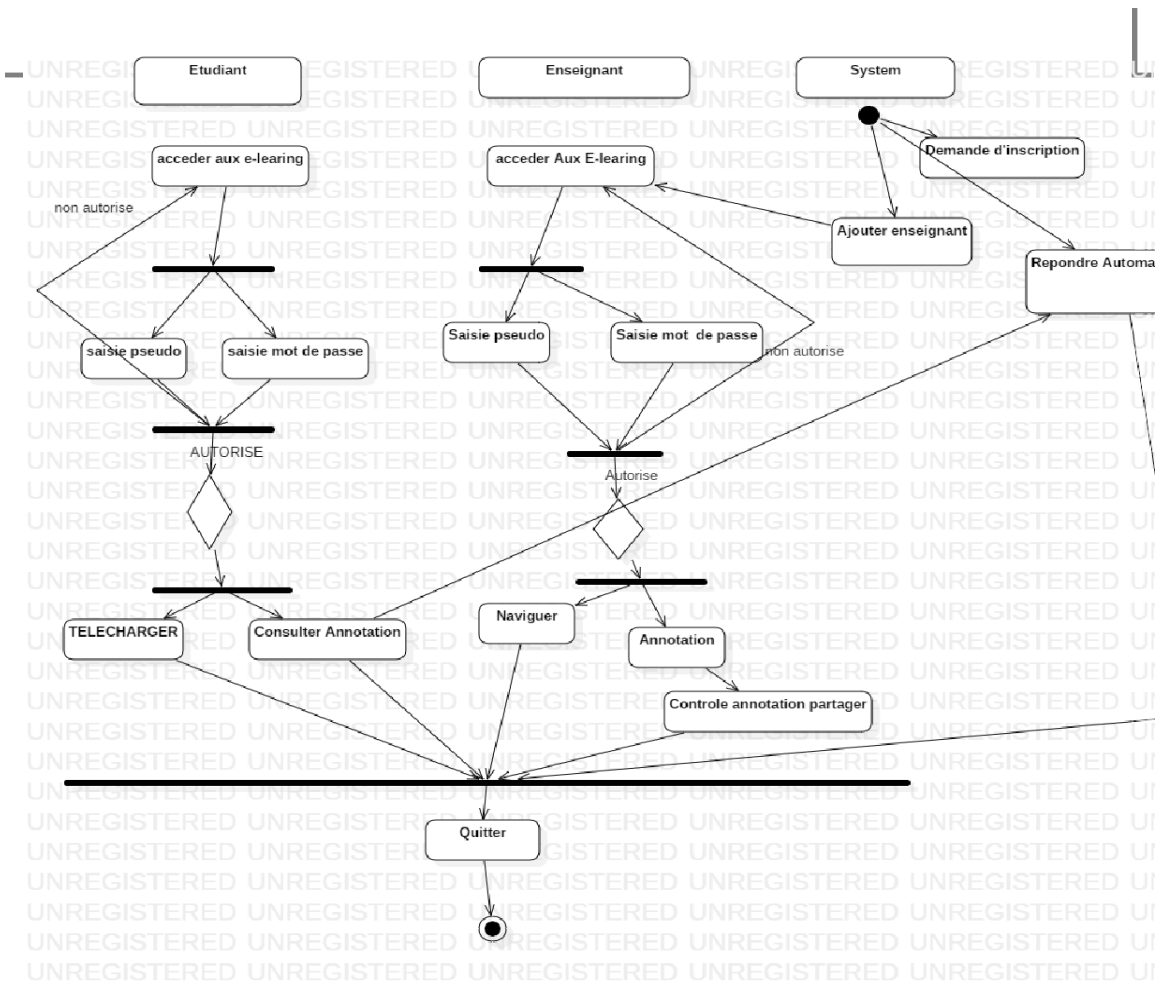 Etudiant
Enseignant
System
acceder aux e-learing
acceder Aux E-learing
Demande d'inscription
non autorise
Ajouter enseignant
Repondre Automa
saisie pseudo
saisie mot de passe
Saisie pseudo
Saisie mot de passe
non autorise
AUTORISE
Autorise
TELECHARGER
Consulter Annotation
Naviguer
Annotation
Controle annotation partager
Quitter
UNREGISTERED